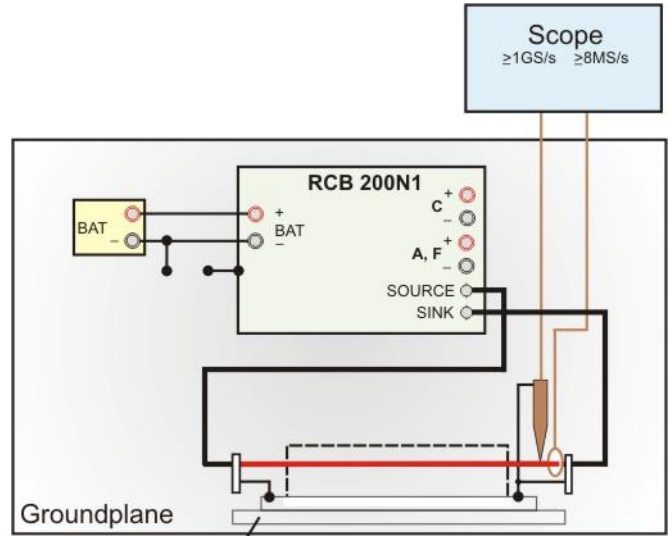 Scope
≥1GS/s ≥8MS/s
RCB 200N1
+
C
–
+
A, F
–
BAT
–
+
BAT
–
SOURCE
SINK
Groundplane